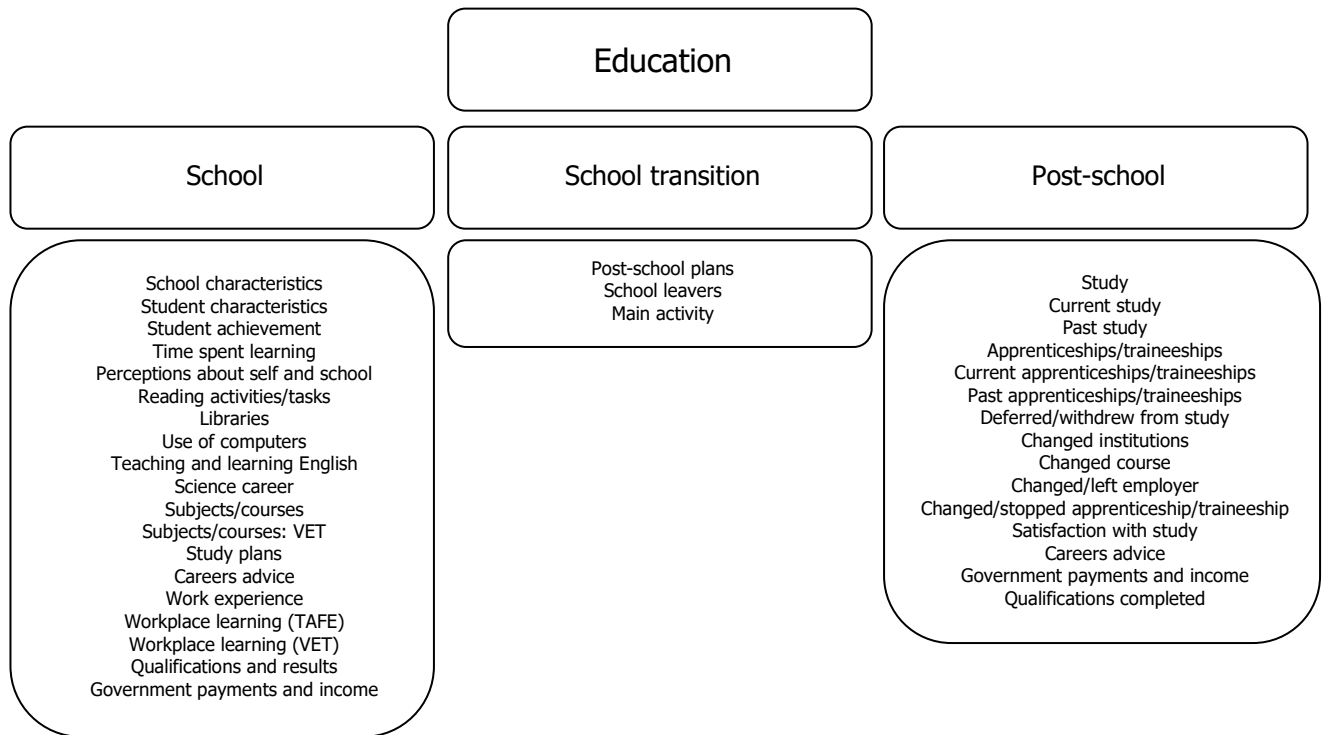 Education
School
School transition
Post-school
School characteristics
Student characteristics
Student achievement
Time spent learning
Perceptions about self and school
Reading activities/tasks
Libraries
Use of computers
Teaching and learning English
Science career
Subjects/courses
Subjects/courses: VET
Study plans
Careers advice
Work experience
Workplace learning (TAFE)
Workplace learning (VET)
Qualifications and results
Government payments and income
Post-school plans
School leavers
Main activity
Study
Current study
Past study
Apprenticeships/traineeships
Current apprenticeships/traineeships
Past apprenticeships/traineeships
Deferred/withdrew from study
Changed institutions
Changed course
Changed/left employer
Changed/stopped apprenticeship/traineeship
Satisfaction with study
Careers advice
Government payments and income
Qualifications completed